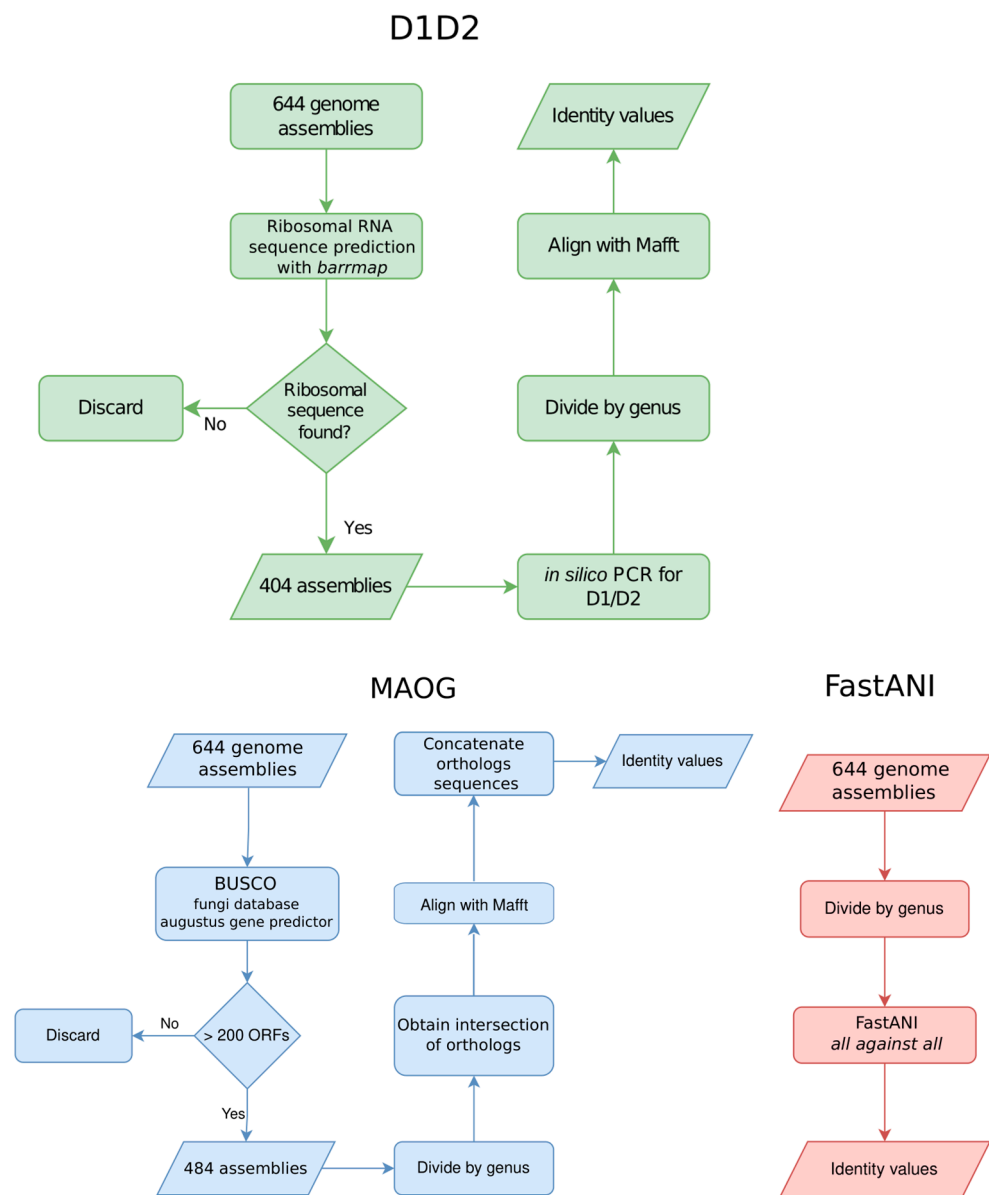 D1D2
644 genome
assemblies
Ribosomal RNA
sequence prediction
with barrmap
Ribosomal
sequence
found?
No
Discard
Yes
404 assemblies
in silico PCR for
D1/D2
Divide by genus
Align with Mafft
Identity values
MAOG
644 genome
assemblies
BUSCO
fungi database
augustus gene predictor
> 200 ORFs
No
Discard
Yes
484 assemblies
Divide by genus
Obtain intersection
of orthologs
Align with Mafft
Concatenate
orthologs
sequences
Identity values
FastANI
644 genome
assemblies
Divide by genus
FastANI
all against all
Identity values